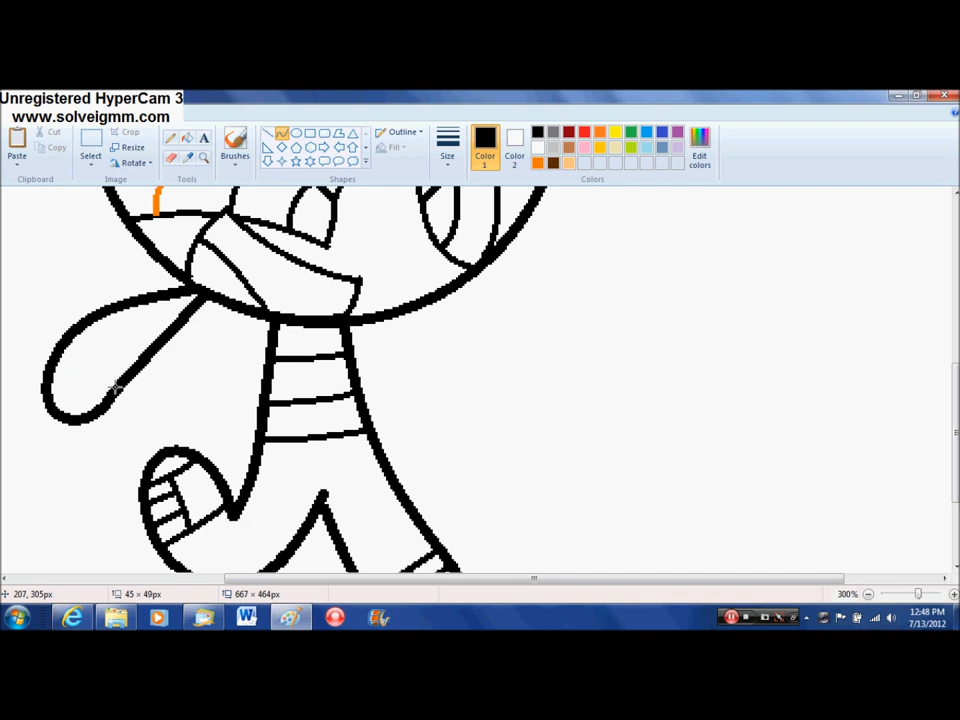 Unregistered HyperCam 3
www.solveigmm.com
Paste
Cut
Copy
Clipboard
Select
Crop
Resize
Rotate
Image
A
Tools
Brushes
Outline
Fill
Shapes
Size
Color
1
Color
2
Edit
colors
Colors
207, 305px
45 × 49px
667 × 464px
300%
W
12:48 PM
7/13/2012